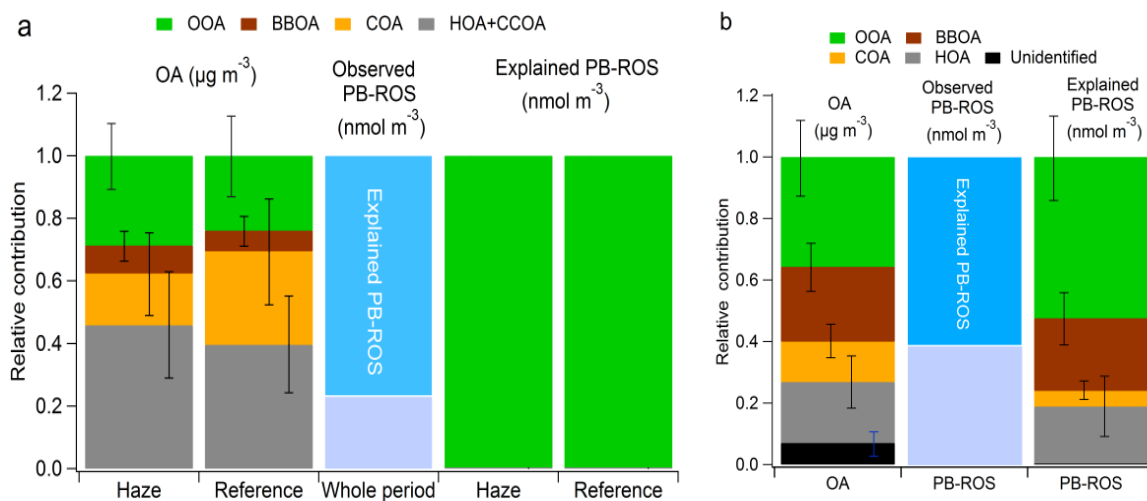 a
OOA BBOA COA HOA+CCOA
OA (µg m⁻³)
Observed
PB-ROS
(nmol m⁻³)
Explained PB-ROS
(nmol m⁻³)
Relative contribution
1.2
1.0
0.8
0.6
0.4
0.2
0.0
Explained PB-ROS
Haze Reference Whole period Haze Reference
b
OOA BBOA
COA HOA Unidentified
OA
(µg m⁻³)
Observed
PB-ROS
(nmol m⁻³)
Explained
PB-ROS
(nmol m⁻³)
Relative contribution
1.2
1.0
0.8
0.6
0.4
0.2
0.0
Explained PB-ROS
OA PB-ROS PB-ROS